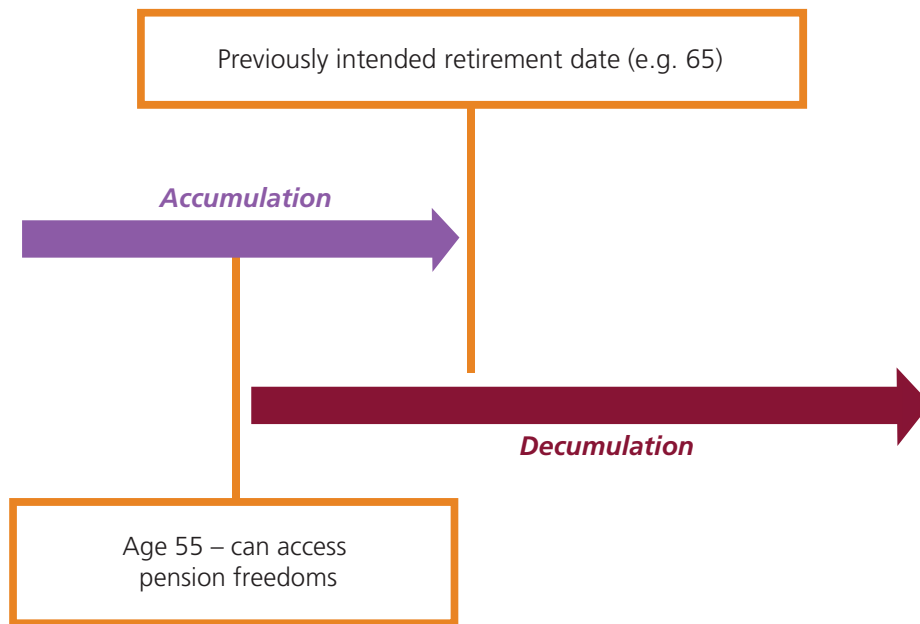 Previously intended retirement date (e.g. 65)
Accumulation
Decumulation
Age 55 – can access
pension freedoms